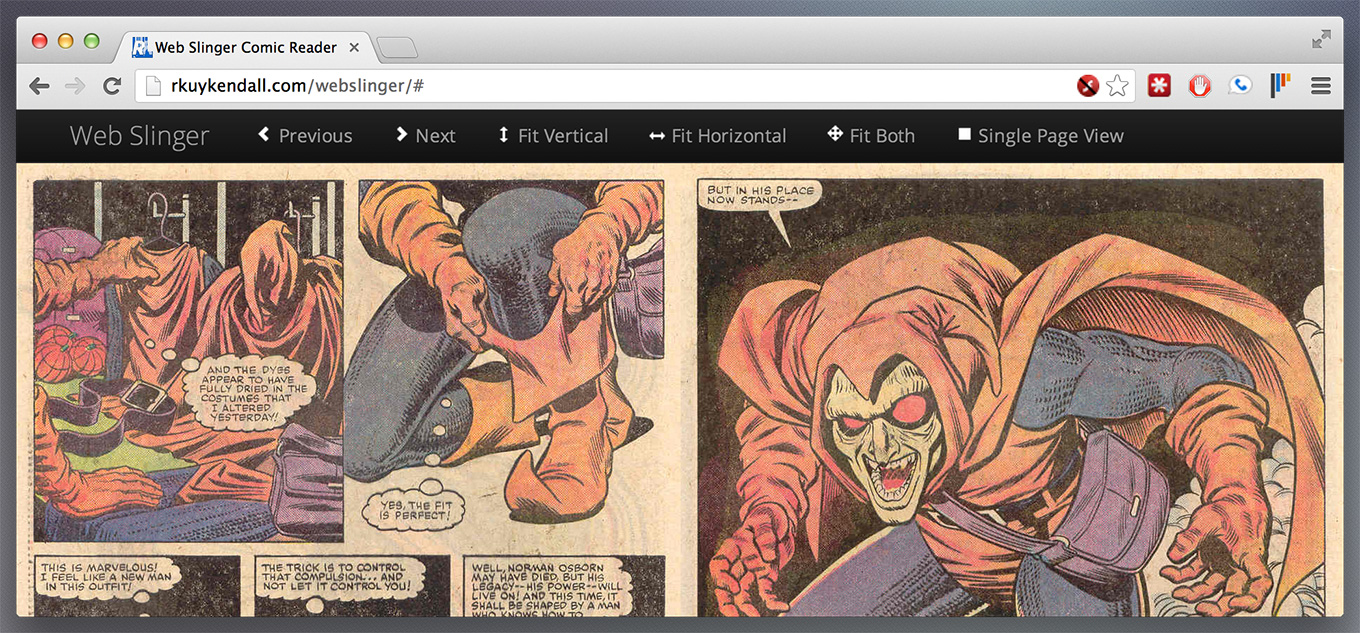 Web Slinger Comic Reader
rkuykendall.com/webslinger/#
Web Slinger
Previous
Next
Fit Vertical
Fit Horizontal
Fit Both
Single Page View
AND THE DYES
APPEAR TO HAVE
FULLY DRIED IN THE
COSTUMES THAT
I ALTERED
YESTERDAY!
YES, THE FIT
IS PERFECT!
THIS IS MARVELOUS!
I FEEL LIKE A NEW MAN
IN THIS OUTFIT!
THE TRICK IS TO CONTROL
THAT COMPULSION... AND
NOT LET IT CONTROL YOU!
WELL, NORMAN OSBORN
MAY HAVE DIED, BUT HIS
LEGACY--HIS POWER--WILL
LIVE ON! AND THIS TIME, IT
SHALL BE SHAPED BY A MAN
WHO KNOWS HOW TO
BUT IN HIS PLACE
NOW STANDS--